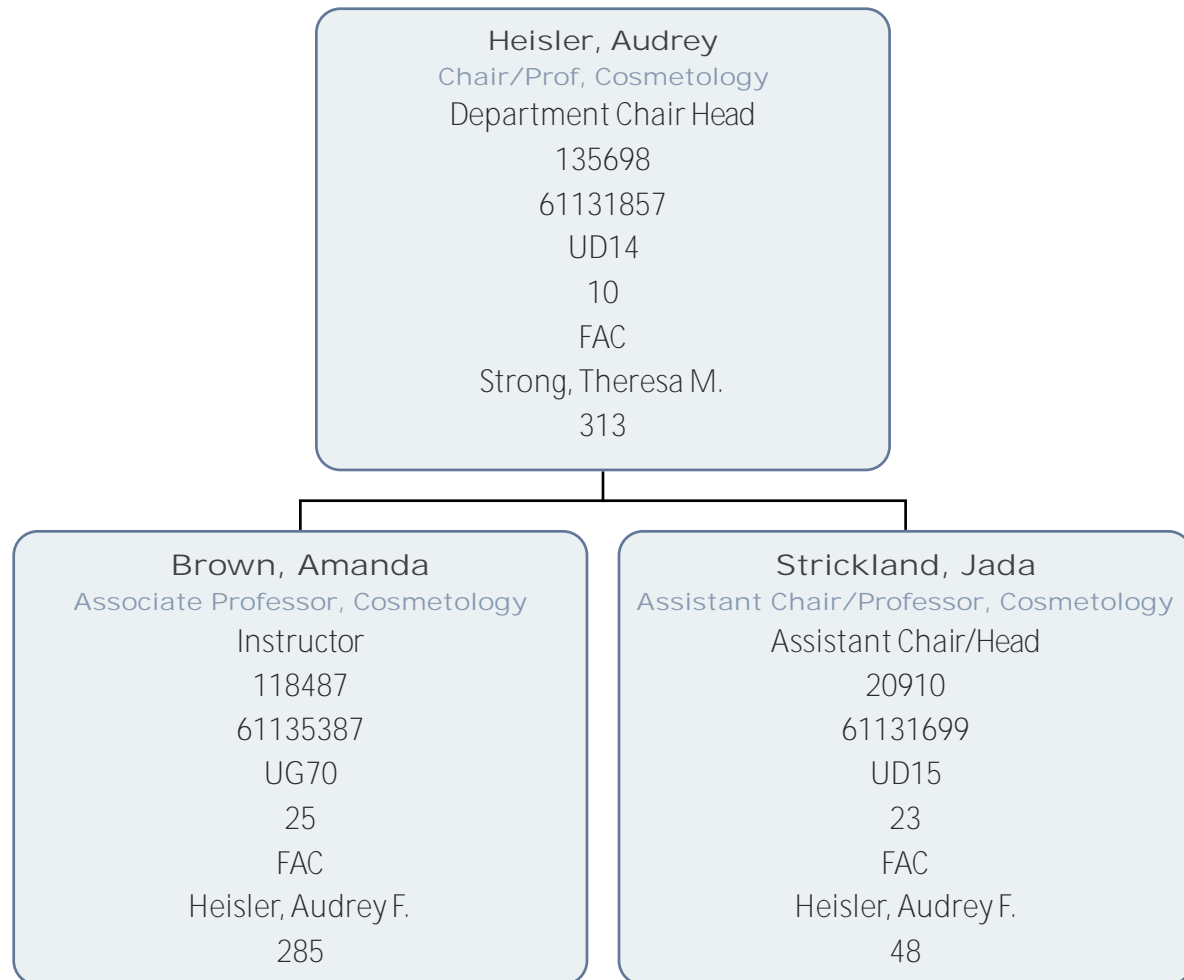 Heisler, Audrey
Chair/Prof, Cosmetology
Department Chair Head
135698
61131857
UD14
10
FAC
Strong, Theresa M.
313
Brown, Amanda
Associate Professor, Cosmetology
Instructor
118487
61135387
UG70
25
FAC
Heisler, Audrey F.
285
Strickland, Jada
Assistant Chair/Professor, Cosmetology
Assistant Chair/Head
20910
61131699
UD15
23
FAC
Heisler, Audrey F.
48